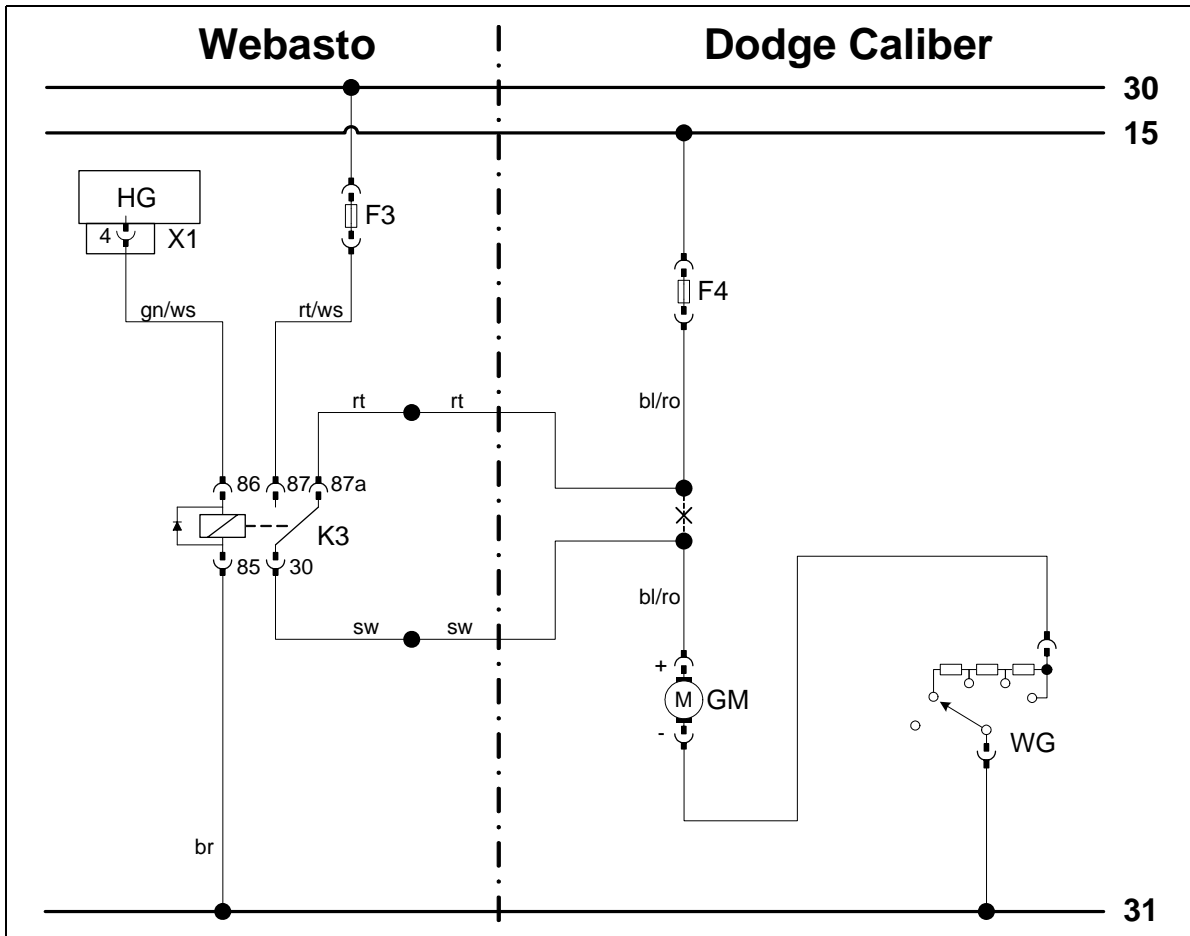 Webasto
Dodge Caliber
30
15
HG
F3
4
X1
F4
gn/ws
rt/ws
rt
rt
bl/ro
86
87
87a
K3
85
30
bl/ro
sw
sw
+
M
GM
-
WG
br
31